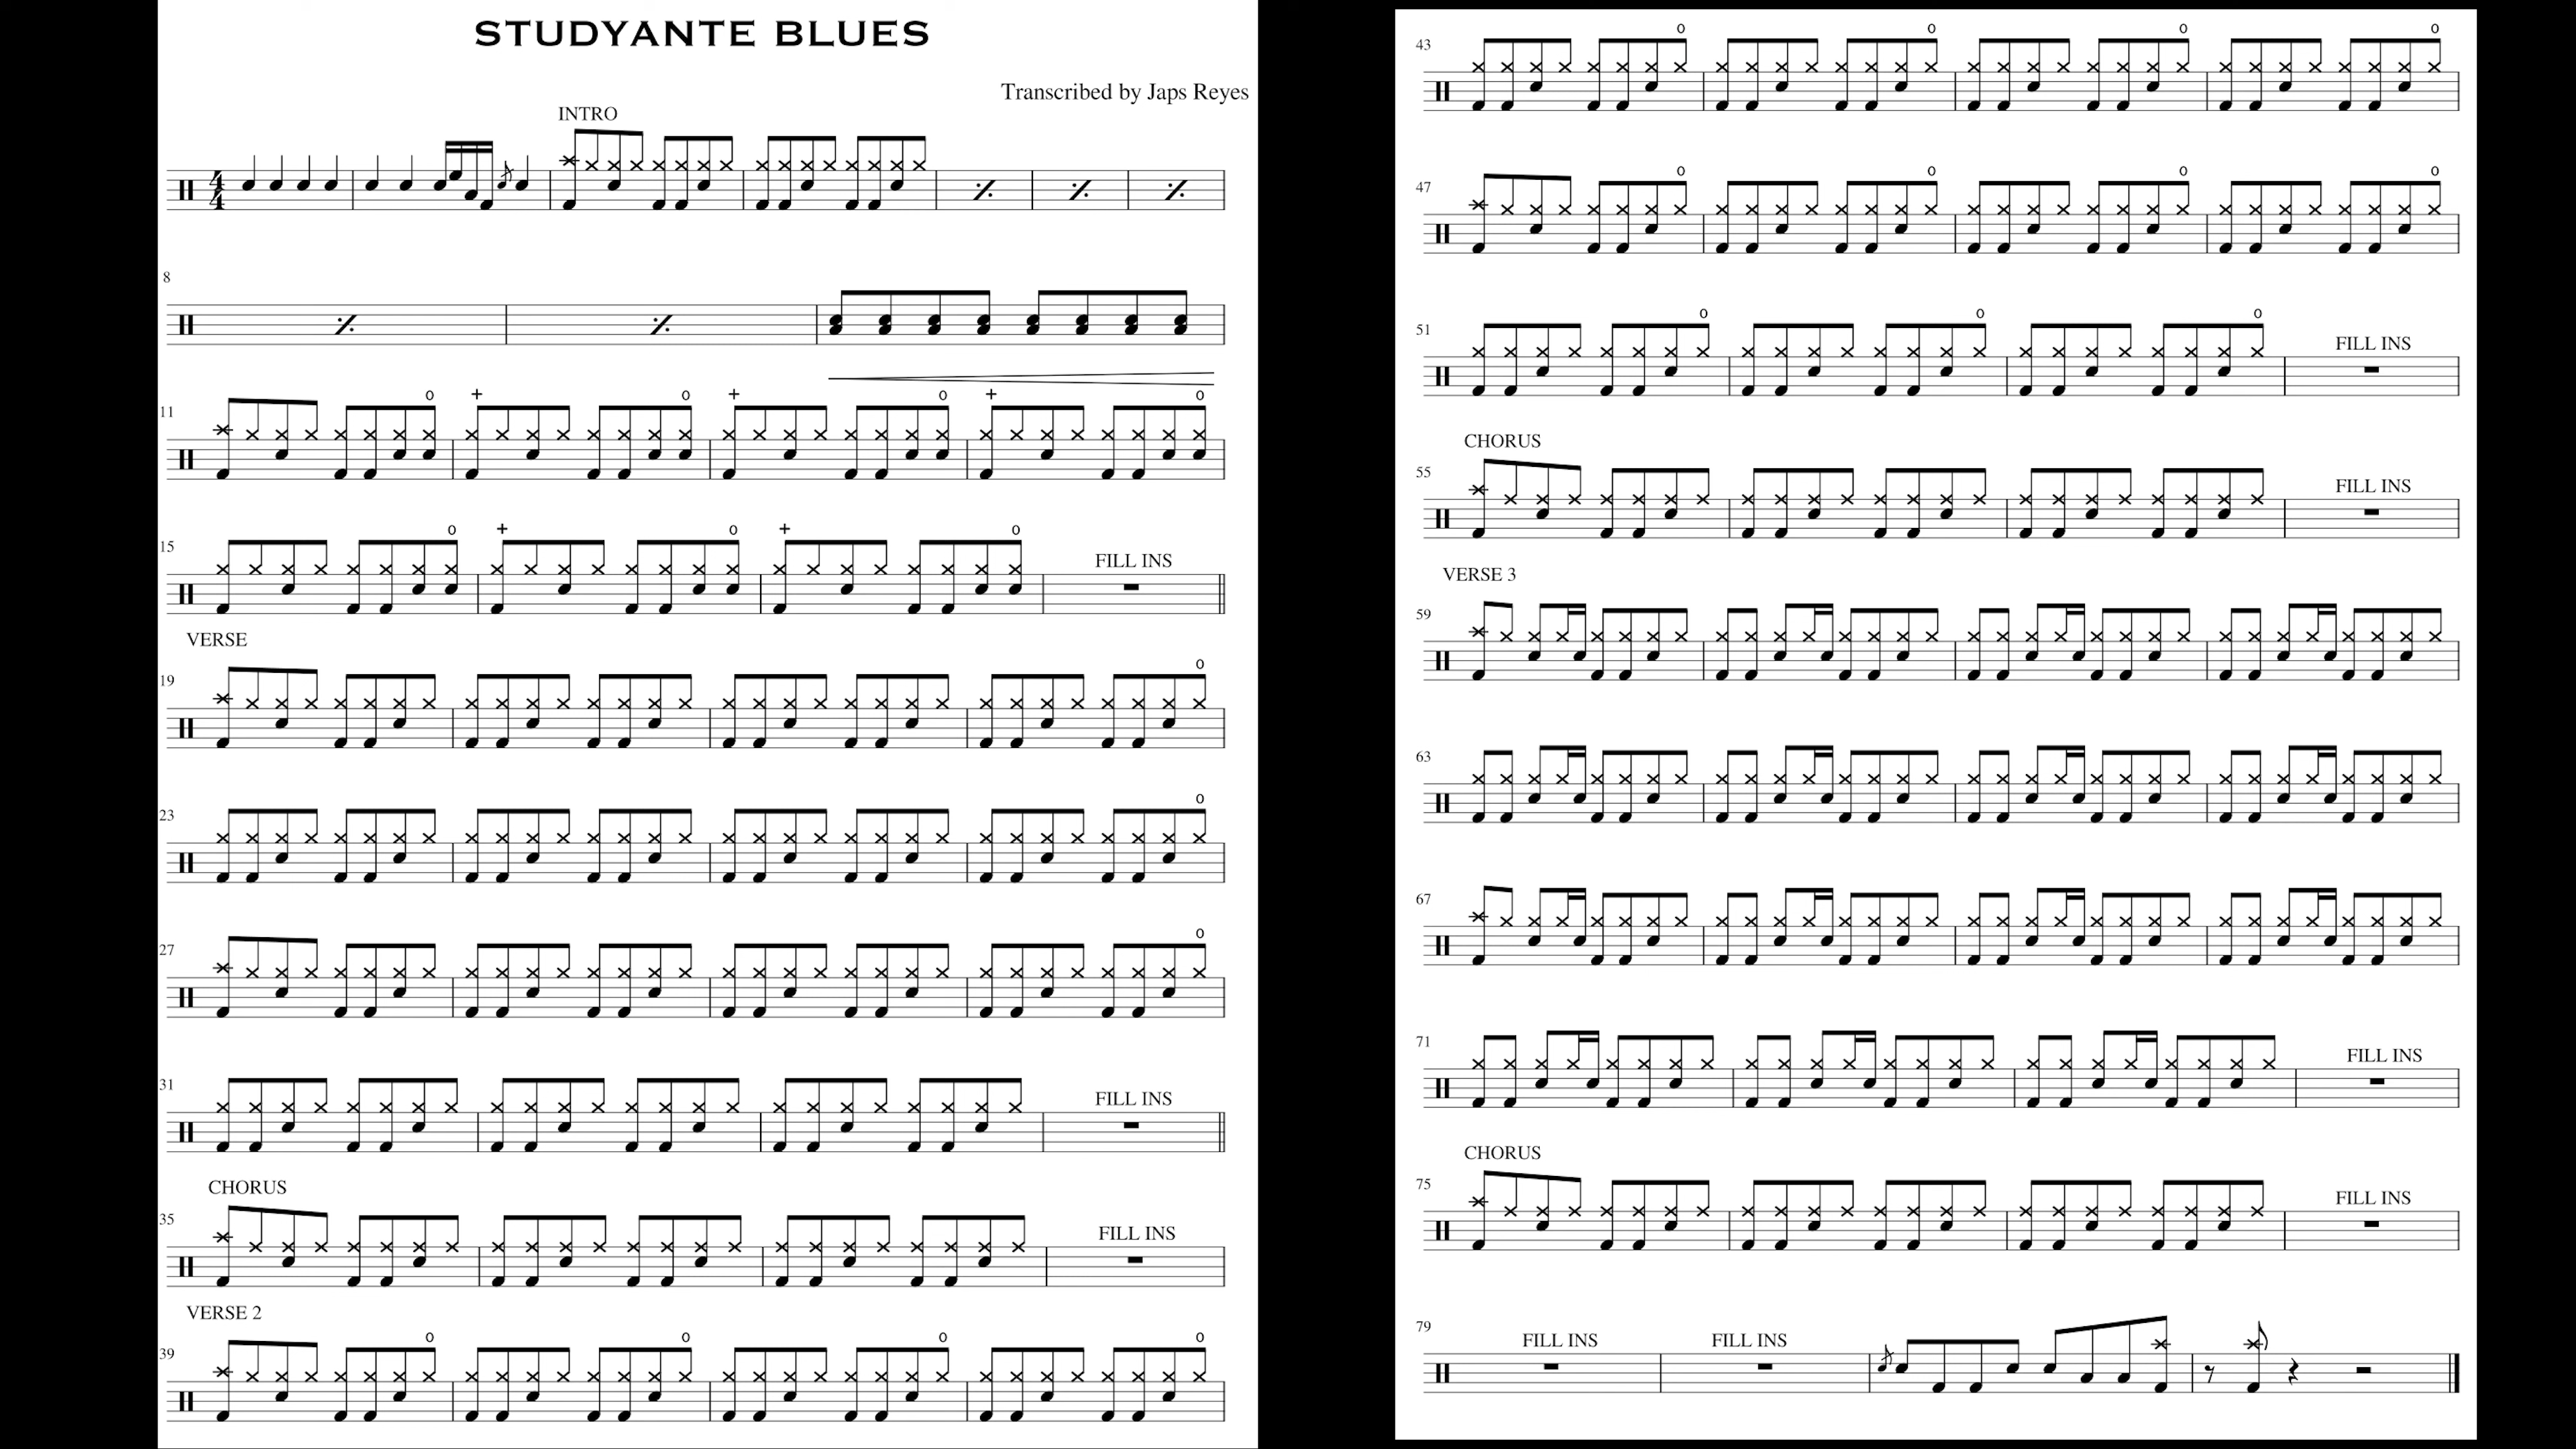 STUDYANTE BLUES
Transcribed by Japs Reyes
INTRO
4
4
8
11
15
FILL INS
VERSE
19
23
27
31
FILL INS
CHORUS
35
FILL INS
VERSE 2
39
43
47
51
FILL INS
CHORUS
55
FILL INS
VERSE 3
59
63
67
71
FILL INS
CHORUS
75
FILL INS
79
FILL INS FILL INS